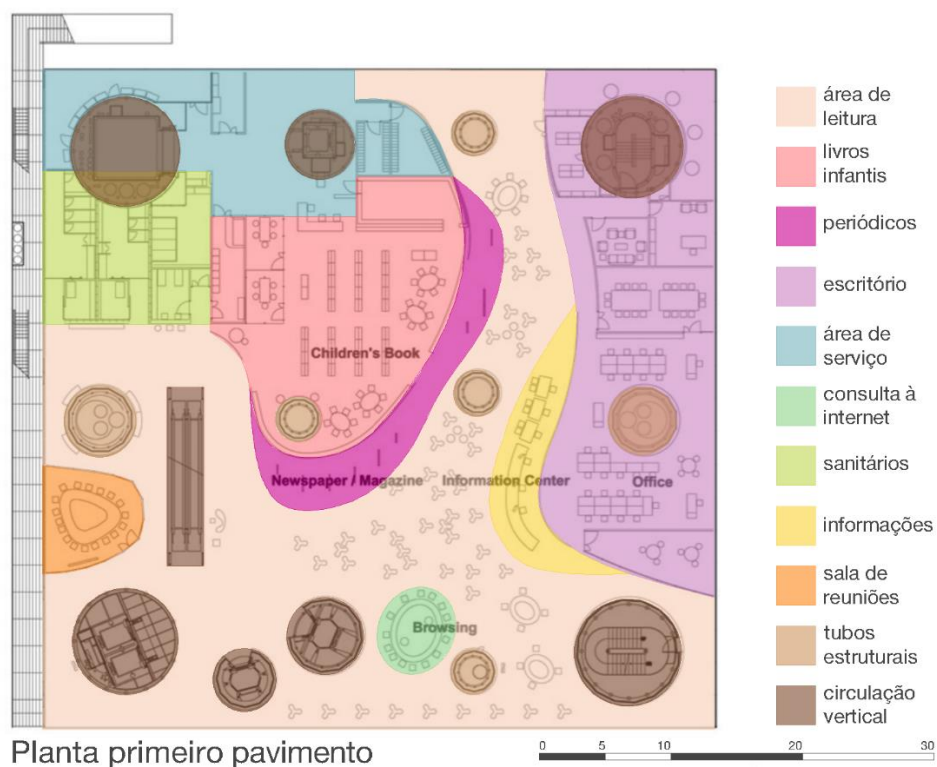 área de
leitura
livros
infantis
periódicos
escritório
área de
serviço
consulta à
internet
sanitários
informações
sala de
reuniões
tubos
estruturais
circulação
vertical
Children's Book
Newspaper / Magazine
Information Center
Office
Browsing
Planta primeiro pavimento
0 5 10 20 30